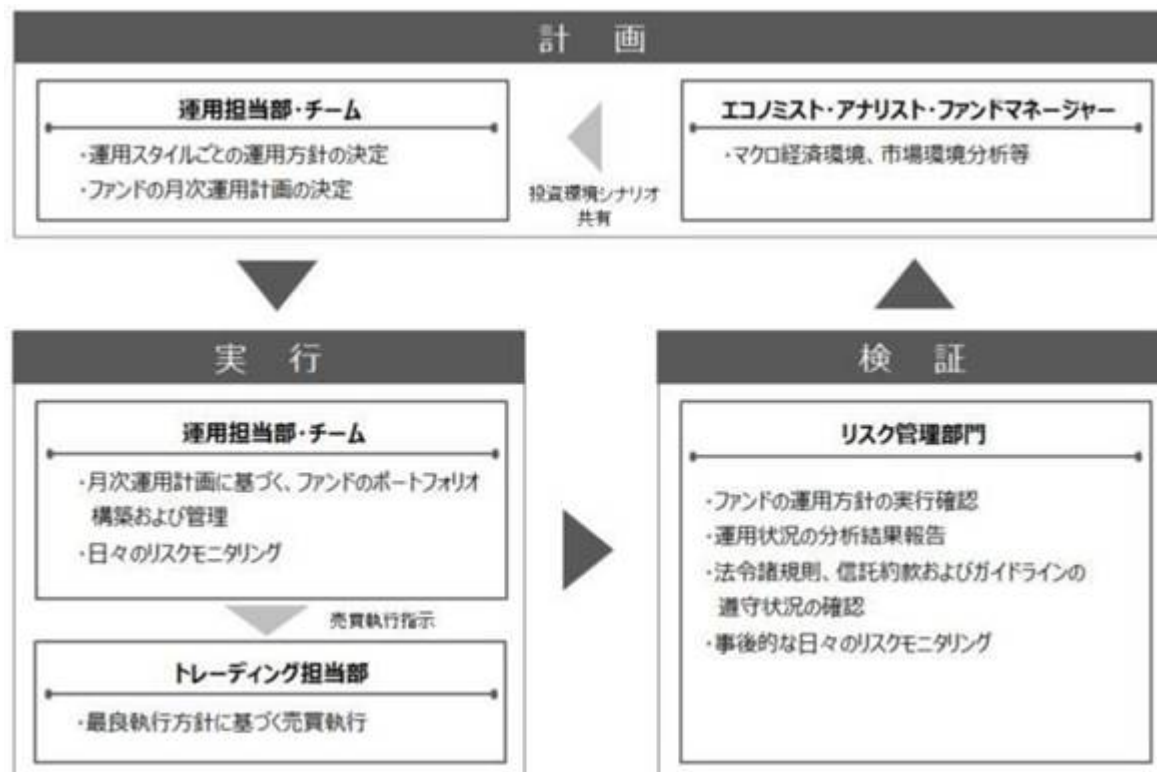 計 画
運用担当部・チーム
・運用スタイルごとの運用方針の決定
・ファンドの月次運用計画の決定
投資環境シナリオ
共有
エコノミスト・アナリスト・ファンドマネージャー
・マクロ経済環境、市場環境分析等
実 行
運用担当部・チーム
・月次運用計画に基づく、ファンドのポートフォリオ
構築および管理
・日々のリスクモニタリング
売買執行指示
トレーディング担当部
・最良執行方針に基づく売買執行
検 証
リスク管理部門
・ファンドの運用方針の実行確認
・運用状況の分析結果報告
・法令諸規則、信託約款およびガイドラインの
遵守状況の確認
・事後的な日々のリスクモニタリング